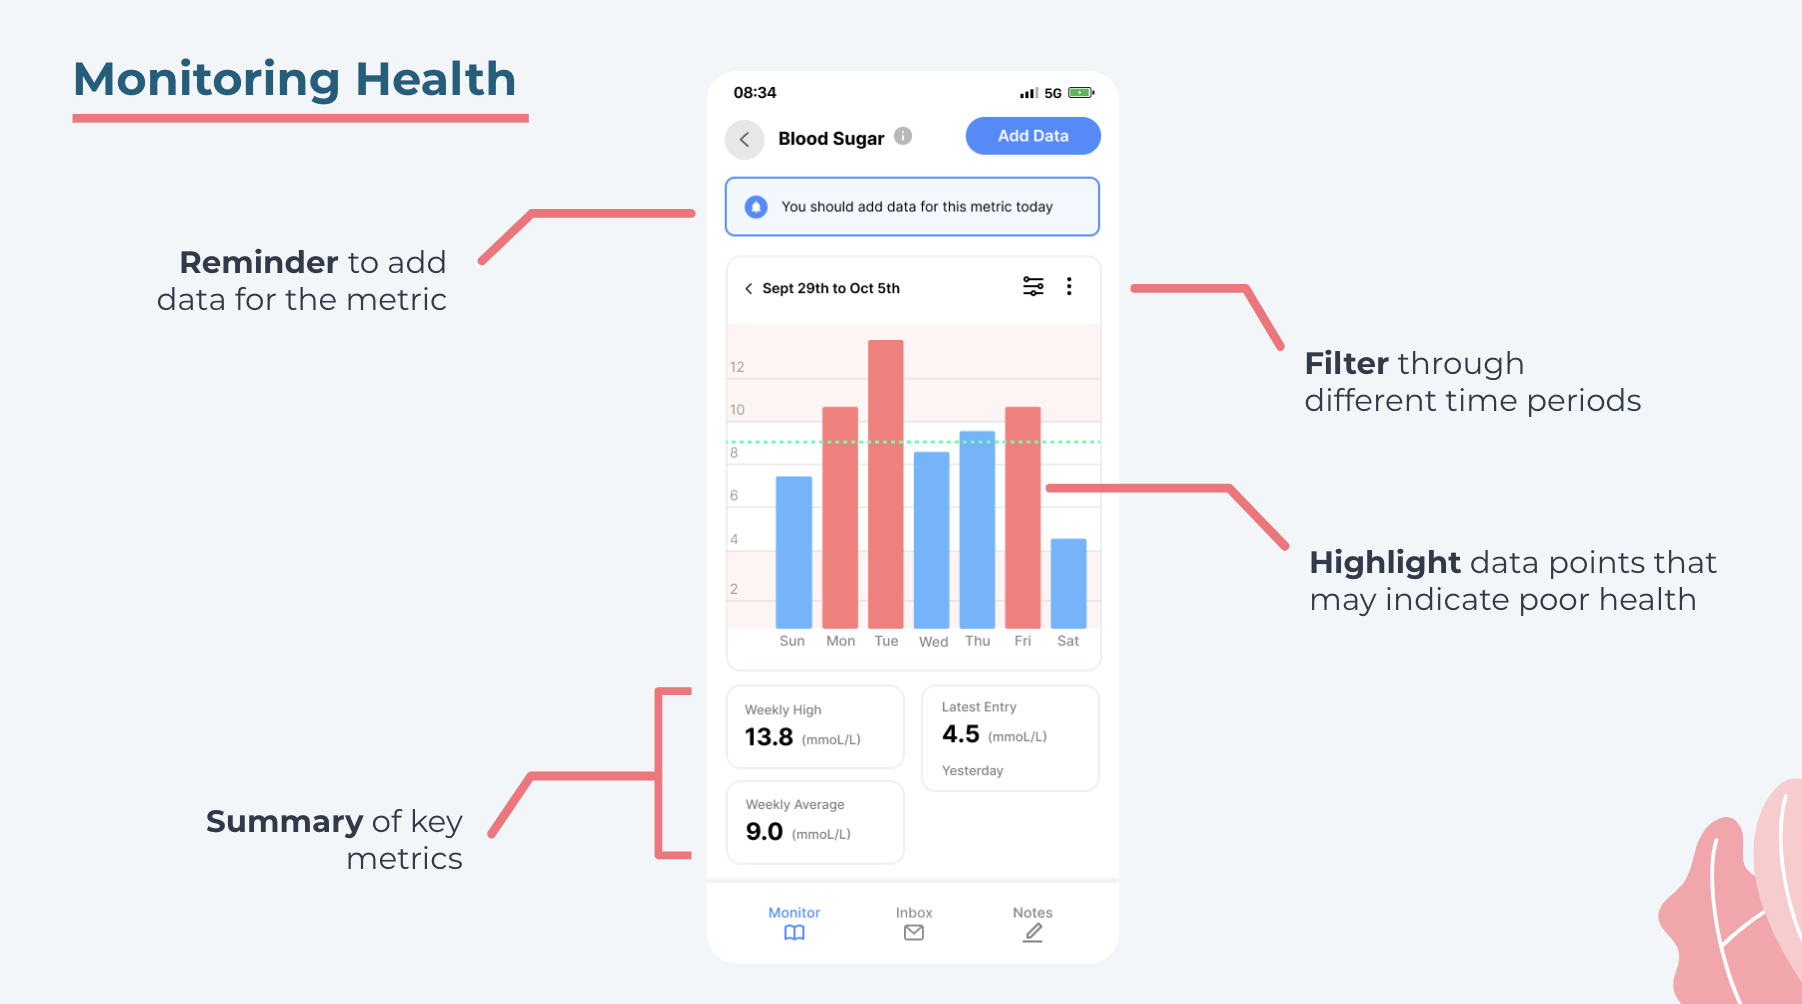 Monitoring Health
08:34
5G
Blood Sugar
Add Data
You should add data for this metric today
Reminder to add
data for the metric
Sept 29th to Oct 5th
12
10
8
6
4
2
Sun Mon Tue Wed Thu Fri Sat
Filter through
different time periods
Highlight data points that
may indicate poor health
Weekly High
13.8 (mmoL/L)
Latest Entry
4.5 (mmoL/L)
Yesterday
Weekly Average
9.0 (mmoL/L)
Summary of key
metrics
Monitor
Inbox
Notes